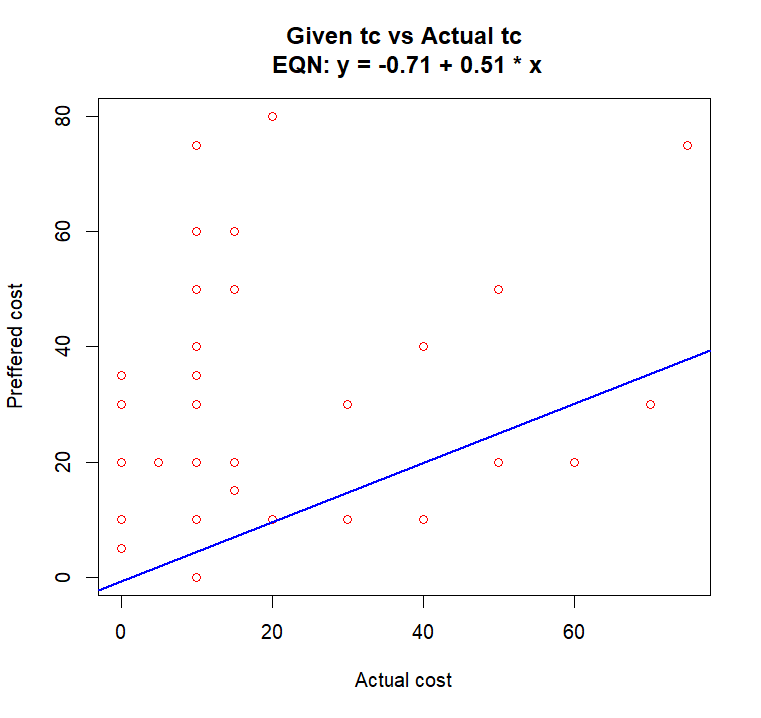 Given tc vs Actual tc
EQN: y = -0.71 + 0.51 * x
80
60
40
20
0
Preffered cost
0 20 40 60
Actual cost